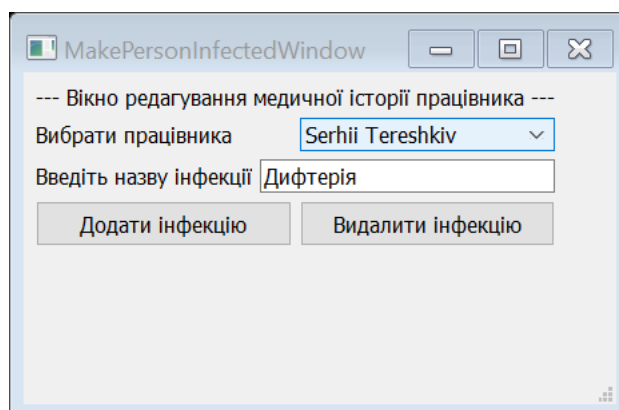 MakePersonInfectedWindow
--- Вікно редагування медичної історії працівника ---
Вибрати працівника Serhii Tereshkiv
Введіть назву інфекції Дифтерія
Додати інфекцію Видалити інфекцію